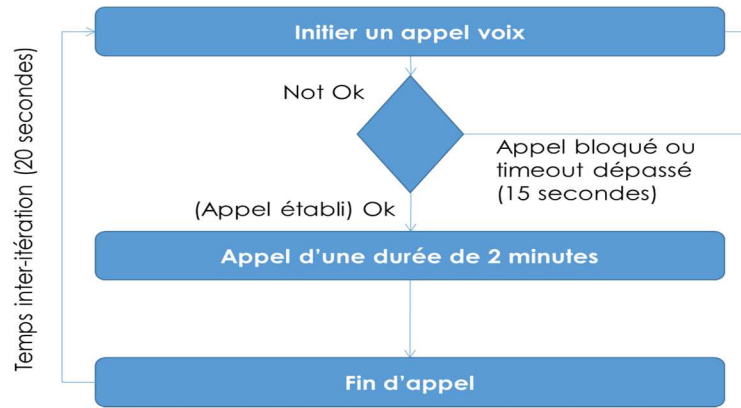 Initier un appel voix
Not Ok
Appel bloqué ou
timeout dépassé
(15 secondes)
(Appel établi) Ok
Appel d’une durée de 2 minutes
Fin d’appel
Temps inter-itération (20 secondes)